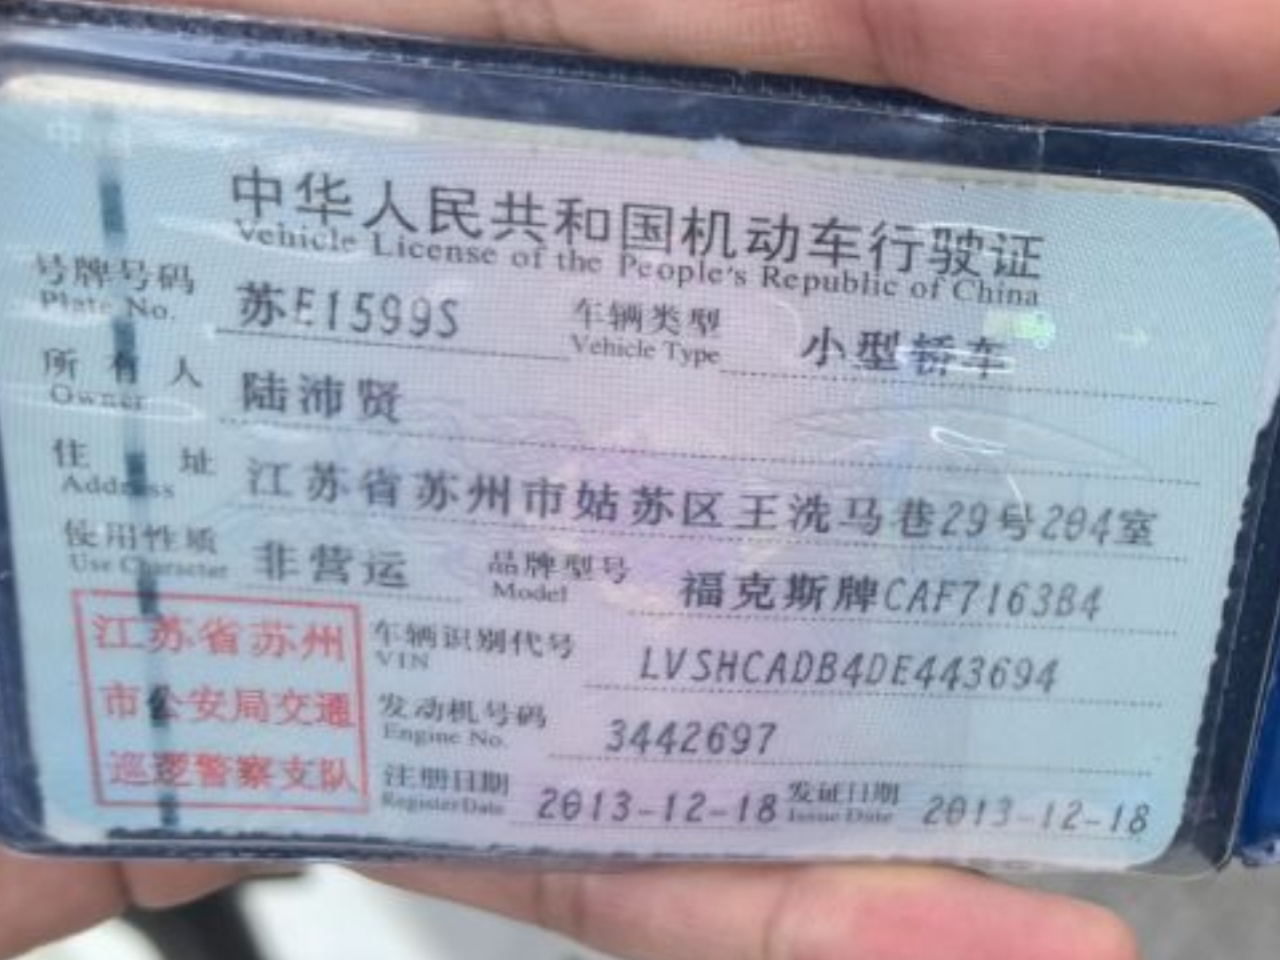 中华人民共和国机动车行驶证
Vehicle License of the People's Republic of China
号牌号码 苏E1599S 车辆类型 小型轿车
Plate No. Vehicle Type
所有人 陆沛贤
Owner
住址 江苏省苏州市姑苏区王洗马巷29号204室
Address
使用性质 非营运 品牌型号 福克斯牌CAF7163B4
Use Character Model
江苏省苏州
市公安局交通
巡逻警察支队
车辆识别代号 LVSHCADB4DE443694
VIN
发动机号码 3442697
Engine No.
注册日期 2013-12-18 发证日期 2013-12-18
Register Date Issue Date